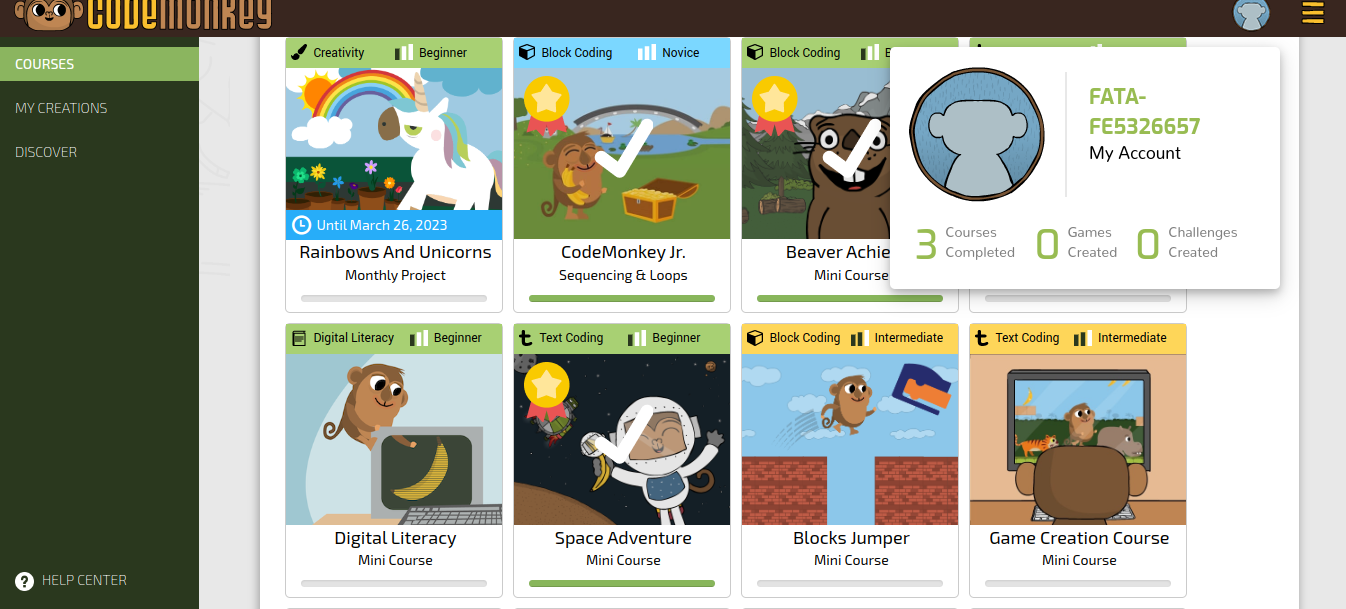 CODEMONKEY
COURSES
MY CREATIONS
DISCOVER
HELP CENTER
Creativity Beginner
Until March 26, 2023
Rainbows And Unicorns
Monthly Project
Block Coding Novice
CodeMonkey Jr.
Sequencing & Loops
Block Coding
Beaver Achie
Mini Course
FATA-
FE5326657
My Account
3 Courses
Completed
0 Games
Created
0 Challenges
Created
Digital Literacy Beginner
Digital Literacy
Mini Course
Text Coding Beginner
Space Adventure
Mini Course
Block Coding Intermediate
Blocks Jumper
Mini Course
Text Coding Intermediate
Game Creation Course
Mini Course